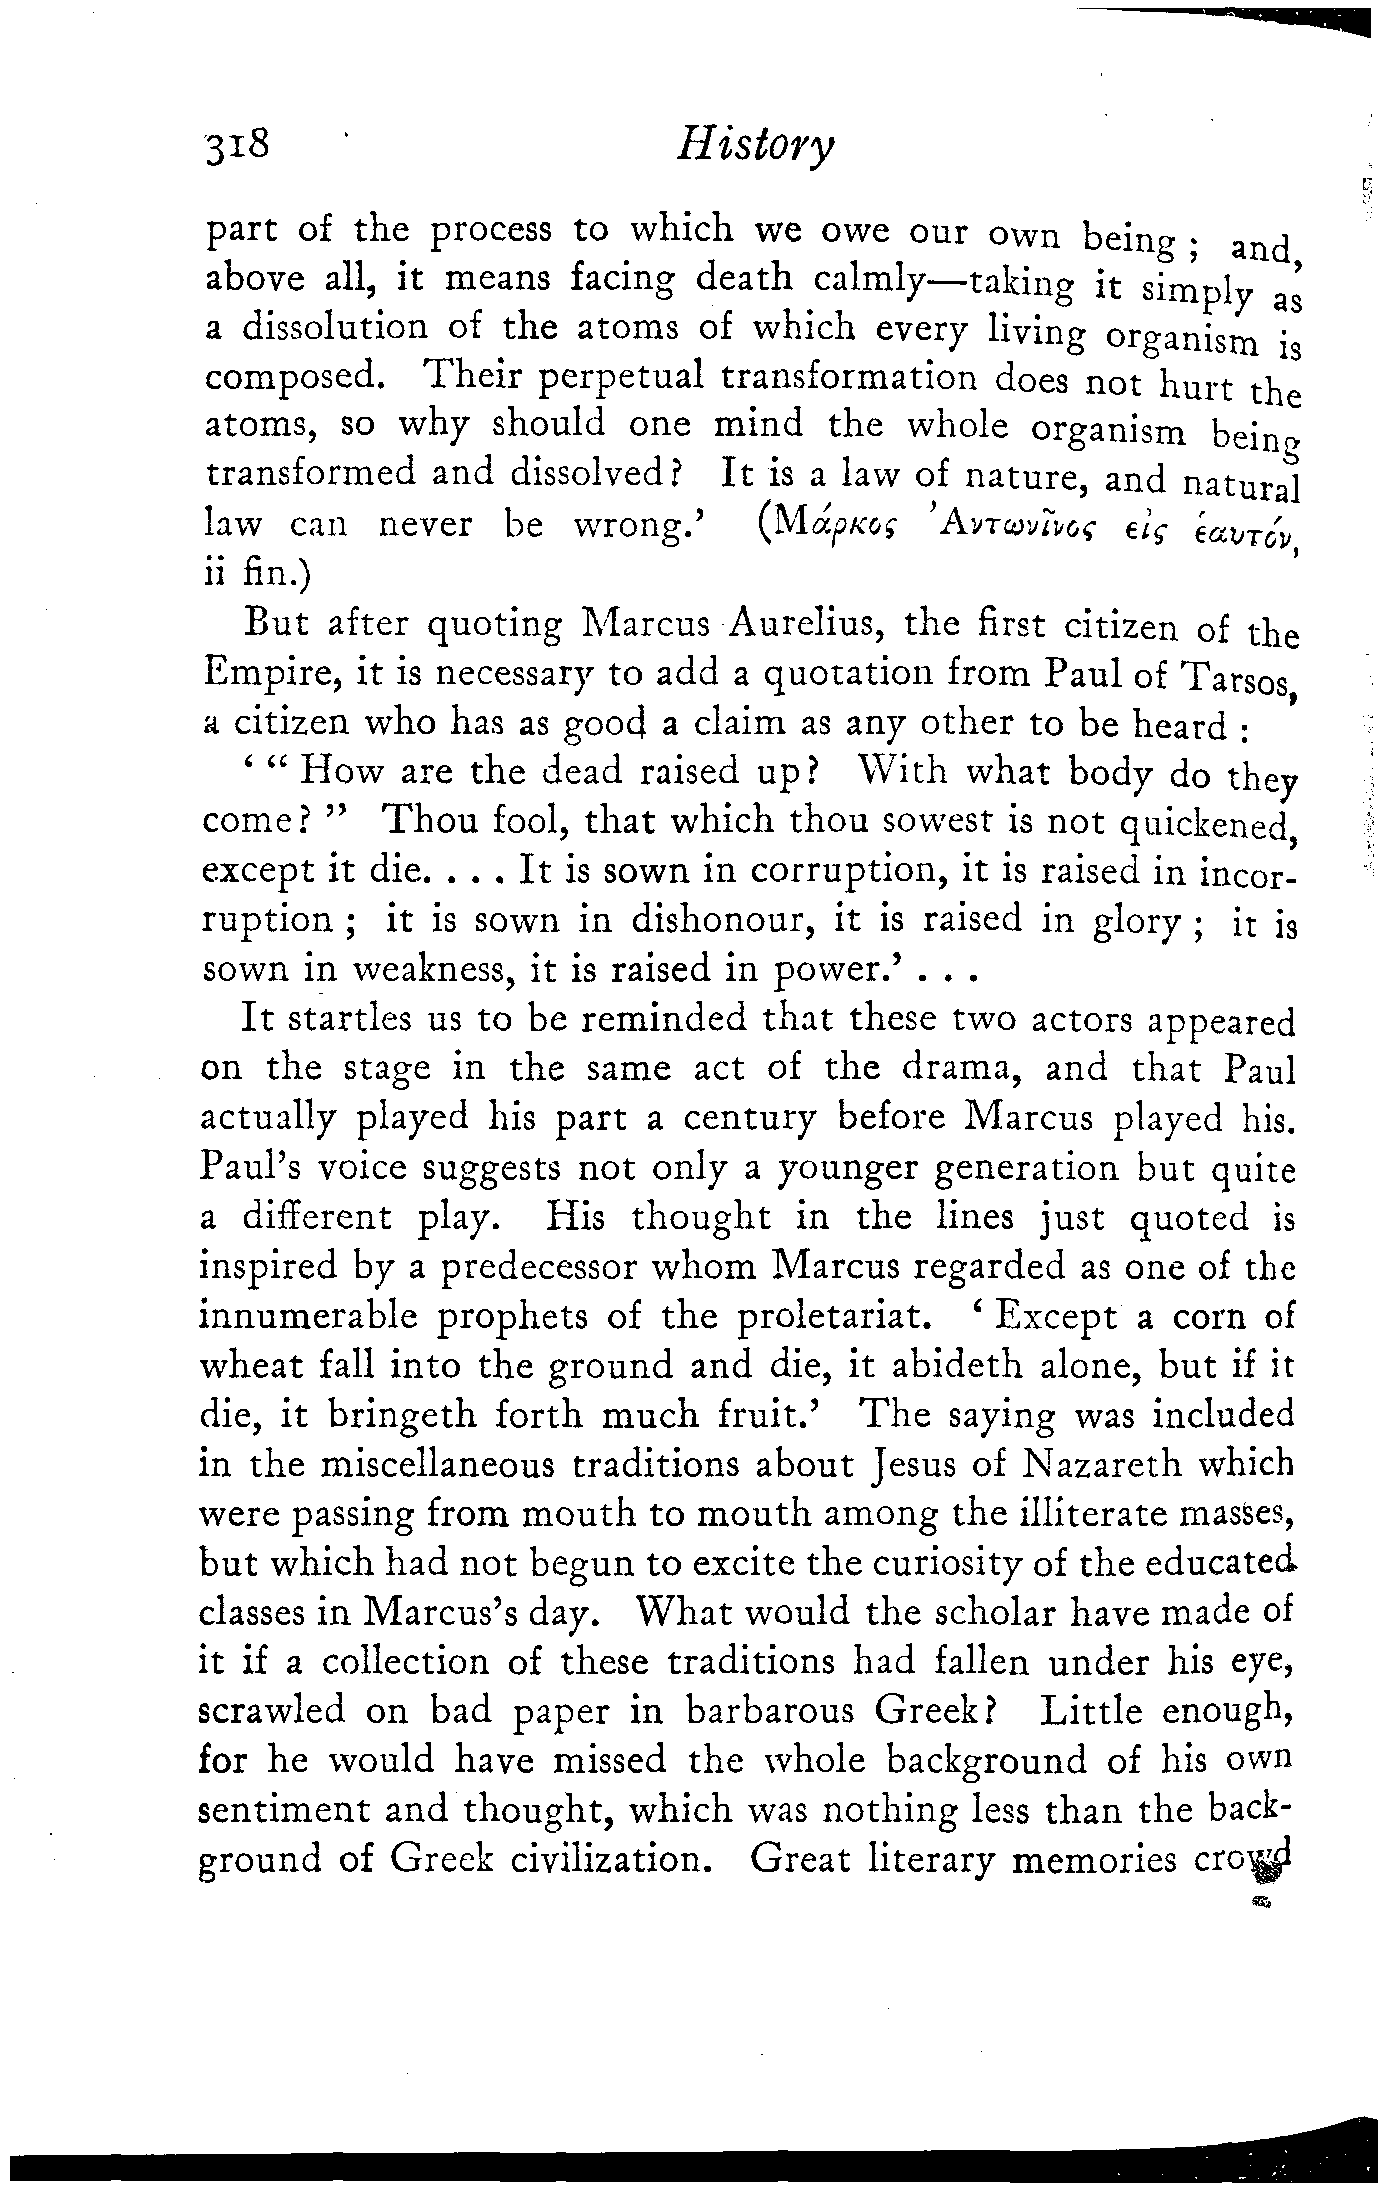 318 History
part of the process to which we owe our own being ; and,
above all, it means facing death calmly—taking it simply as
a dissolution of the atoms of which every living organism is
composed. Their perpetual transformation does not hurt the
atoms, so why should one mind the whole organism being
transformed and dissolved? It is a law of nature, and natural
law can never be wrong.' (Μάρκος Ἀντωνῖνος εἰς ἑαυτόν,
ii fin.)
But after quoting Marcus Aurelius, the first citizen of the
Empire, it is necessary to add a quotation from Paul of Tarsos,
a citizen who has as good a claim as any other to be heard :
‘ “ How are the dead raised up? With what body do they
come? ” Thou fool, that which thou sowest is not quickened,
except it die. . . . It is sown in corruption, it is raised in incor-
ruption ; it is sown in dishonour, it is raised in glory ; it is
sown in weakness, it is raised in power.’ . . .
It startles us to be reminded that these two actors appeared
on the stage in the same act of the drama, and that Paul
actually played his part a century before Marcus played his.
Paul’s voice suggests not only a younger generation but quite
a different play. His thought in the lines just quoted is
inspired by a predecessor whom Marcus regarded as one of the
innumerable prophets of the proletariat. ‘ Except a corn of
wheat fall into the ground and die, it abideth alone, but if it
die, it bringeth forth much fruit.’ The saying was included
in the miscellaneous traditions about Jesus of Nazareth which
were passing from mouth to mouth among the illiterate masses,
but which had not begun to excite the curiosity of the educated
classes in Marcus’s day. What would the scholar have made of
it if a collection of these traditions had fallen under his eye,
scrawled on bad paper in barbarous Greek? Little enough,
for he would have missed the whole background of his own
sentiment and thought, which was nothing less than the back-
ground of Greek civilization. Great literary memories crowd